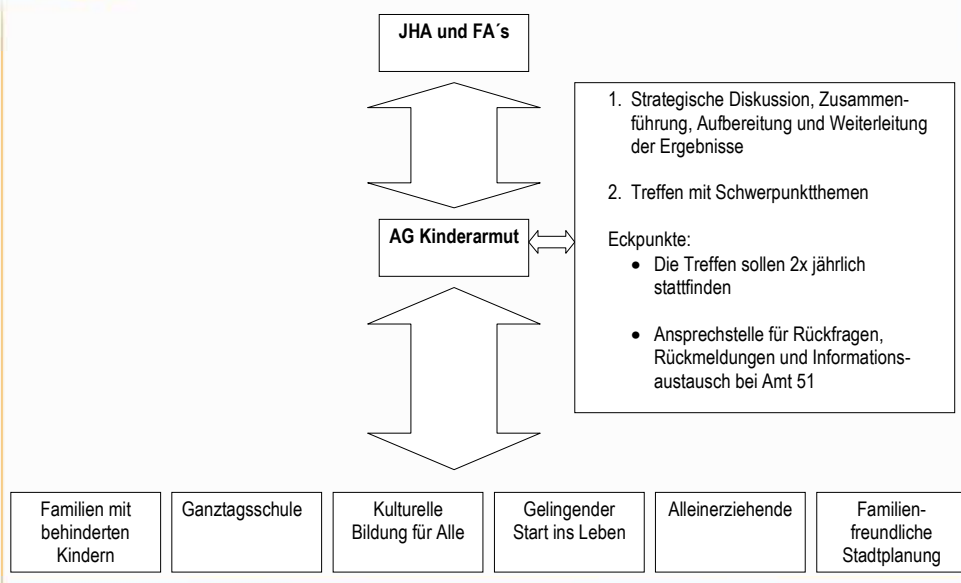 JHA und FA´s
1. Strategische Diskussion, Zusammen-
führung, Aufbereitung und Weiterleitung
der Ergebnisse
2. Treffen mit Schwerpunktthemen
AG Kinderarmut
Eckpunkte:
• Die Treffen sollen 2x jährlich
stattfinden
• Ansprechstelle für Rückfragen,
Rückmeldungen und Informations-
austausch bei Amt 51
Familien mit
behinderten
Kindern
Ganztagsschule
Kulturelle
Bildung für Alle
Gelingender
Start ins Leben
Alleinerziehende
Familien-
freundliche
Stadtplanung